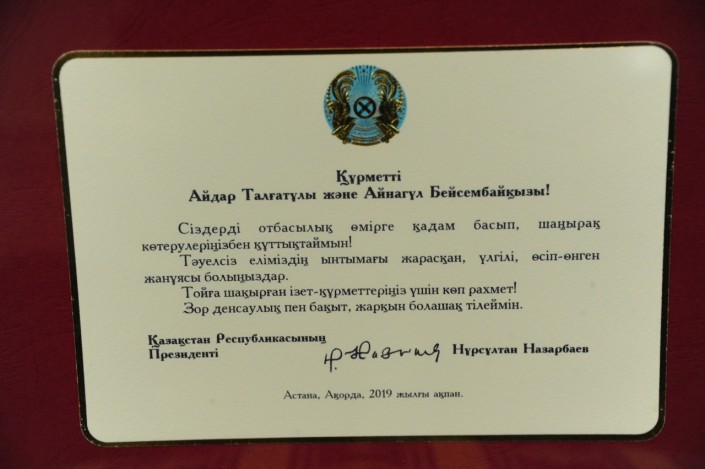 Құрметті
Айдар Талғатұлы және Айнагүл Бейсембайқызы!
Сіздерді отбасылық өмірге қадам басып, шаңырақ
көтерулеріңізбен құттықтаймын!
Тәуелсіз еліміздің ынтымағы жарасқан, үлгілі, өсіп-өнген
жанұясы болыңыздар.
Тойға шақырған ізет-құрметтеріңіз үшін көп рахмет!
Зор денсаулық пен бақыт, жарқын болашақ тілеймін.
Қазақстан Республикасының
Президенті Нұрсұлтан Назарбаев
Астана, Ақорда, 2019 жылғы ақпан.